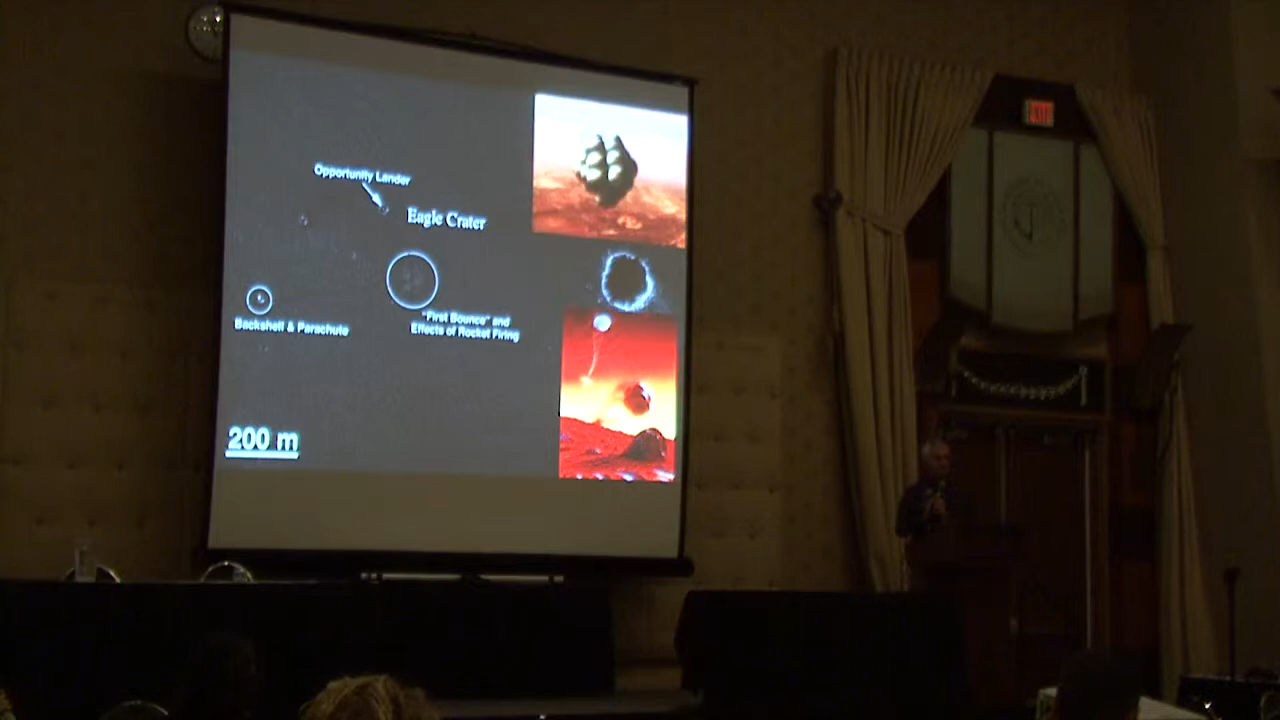 EXIT
Opportunity Lander
Eagle Crater
"First Bounce" and
Effects of Rocket Firing
Backshell & Parachute
200 m